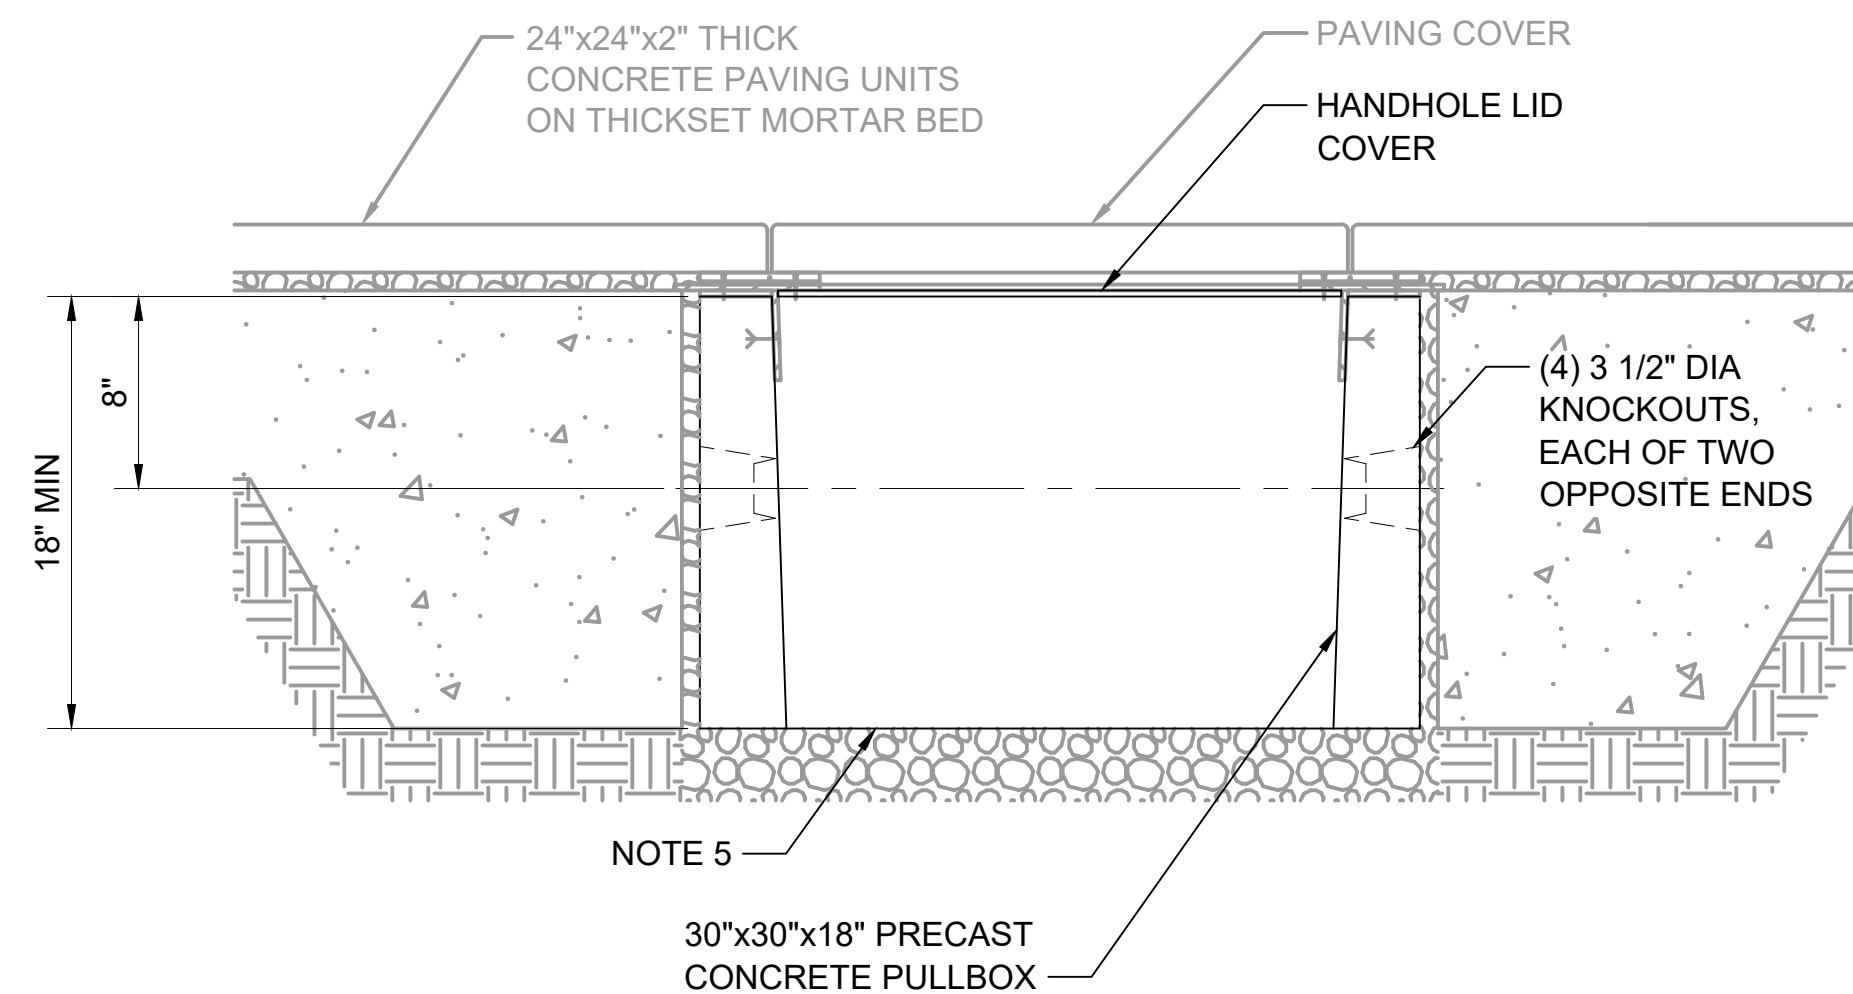 24"x24"x2" THICK
CONCRETE PAVING UNITS
ON THICKSET MORTAR BED
PAVING COVER
HANDHOLE LID
COVER
8"
18" MIN
(4) 3 1/2" DIA
KNOCKOUTS,
EACH OF TWO
OPPOSITE ENDS
NOTE 5
30"x30"x18" PRECAST
CONCRETE PULLBOX